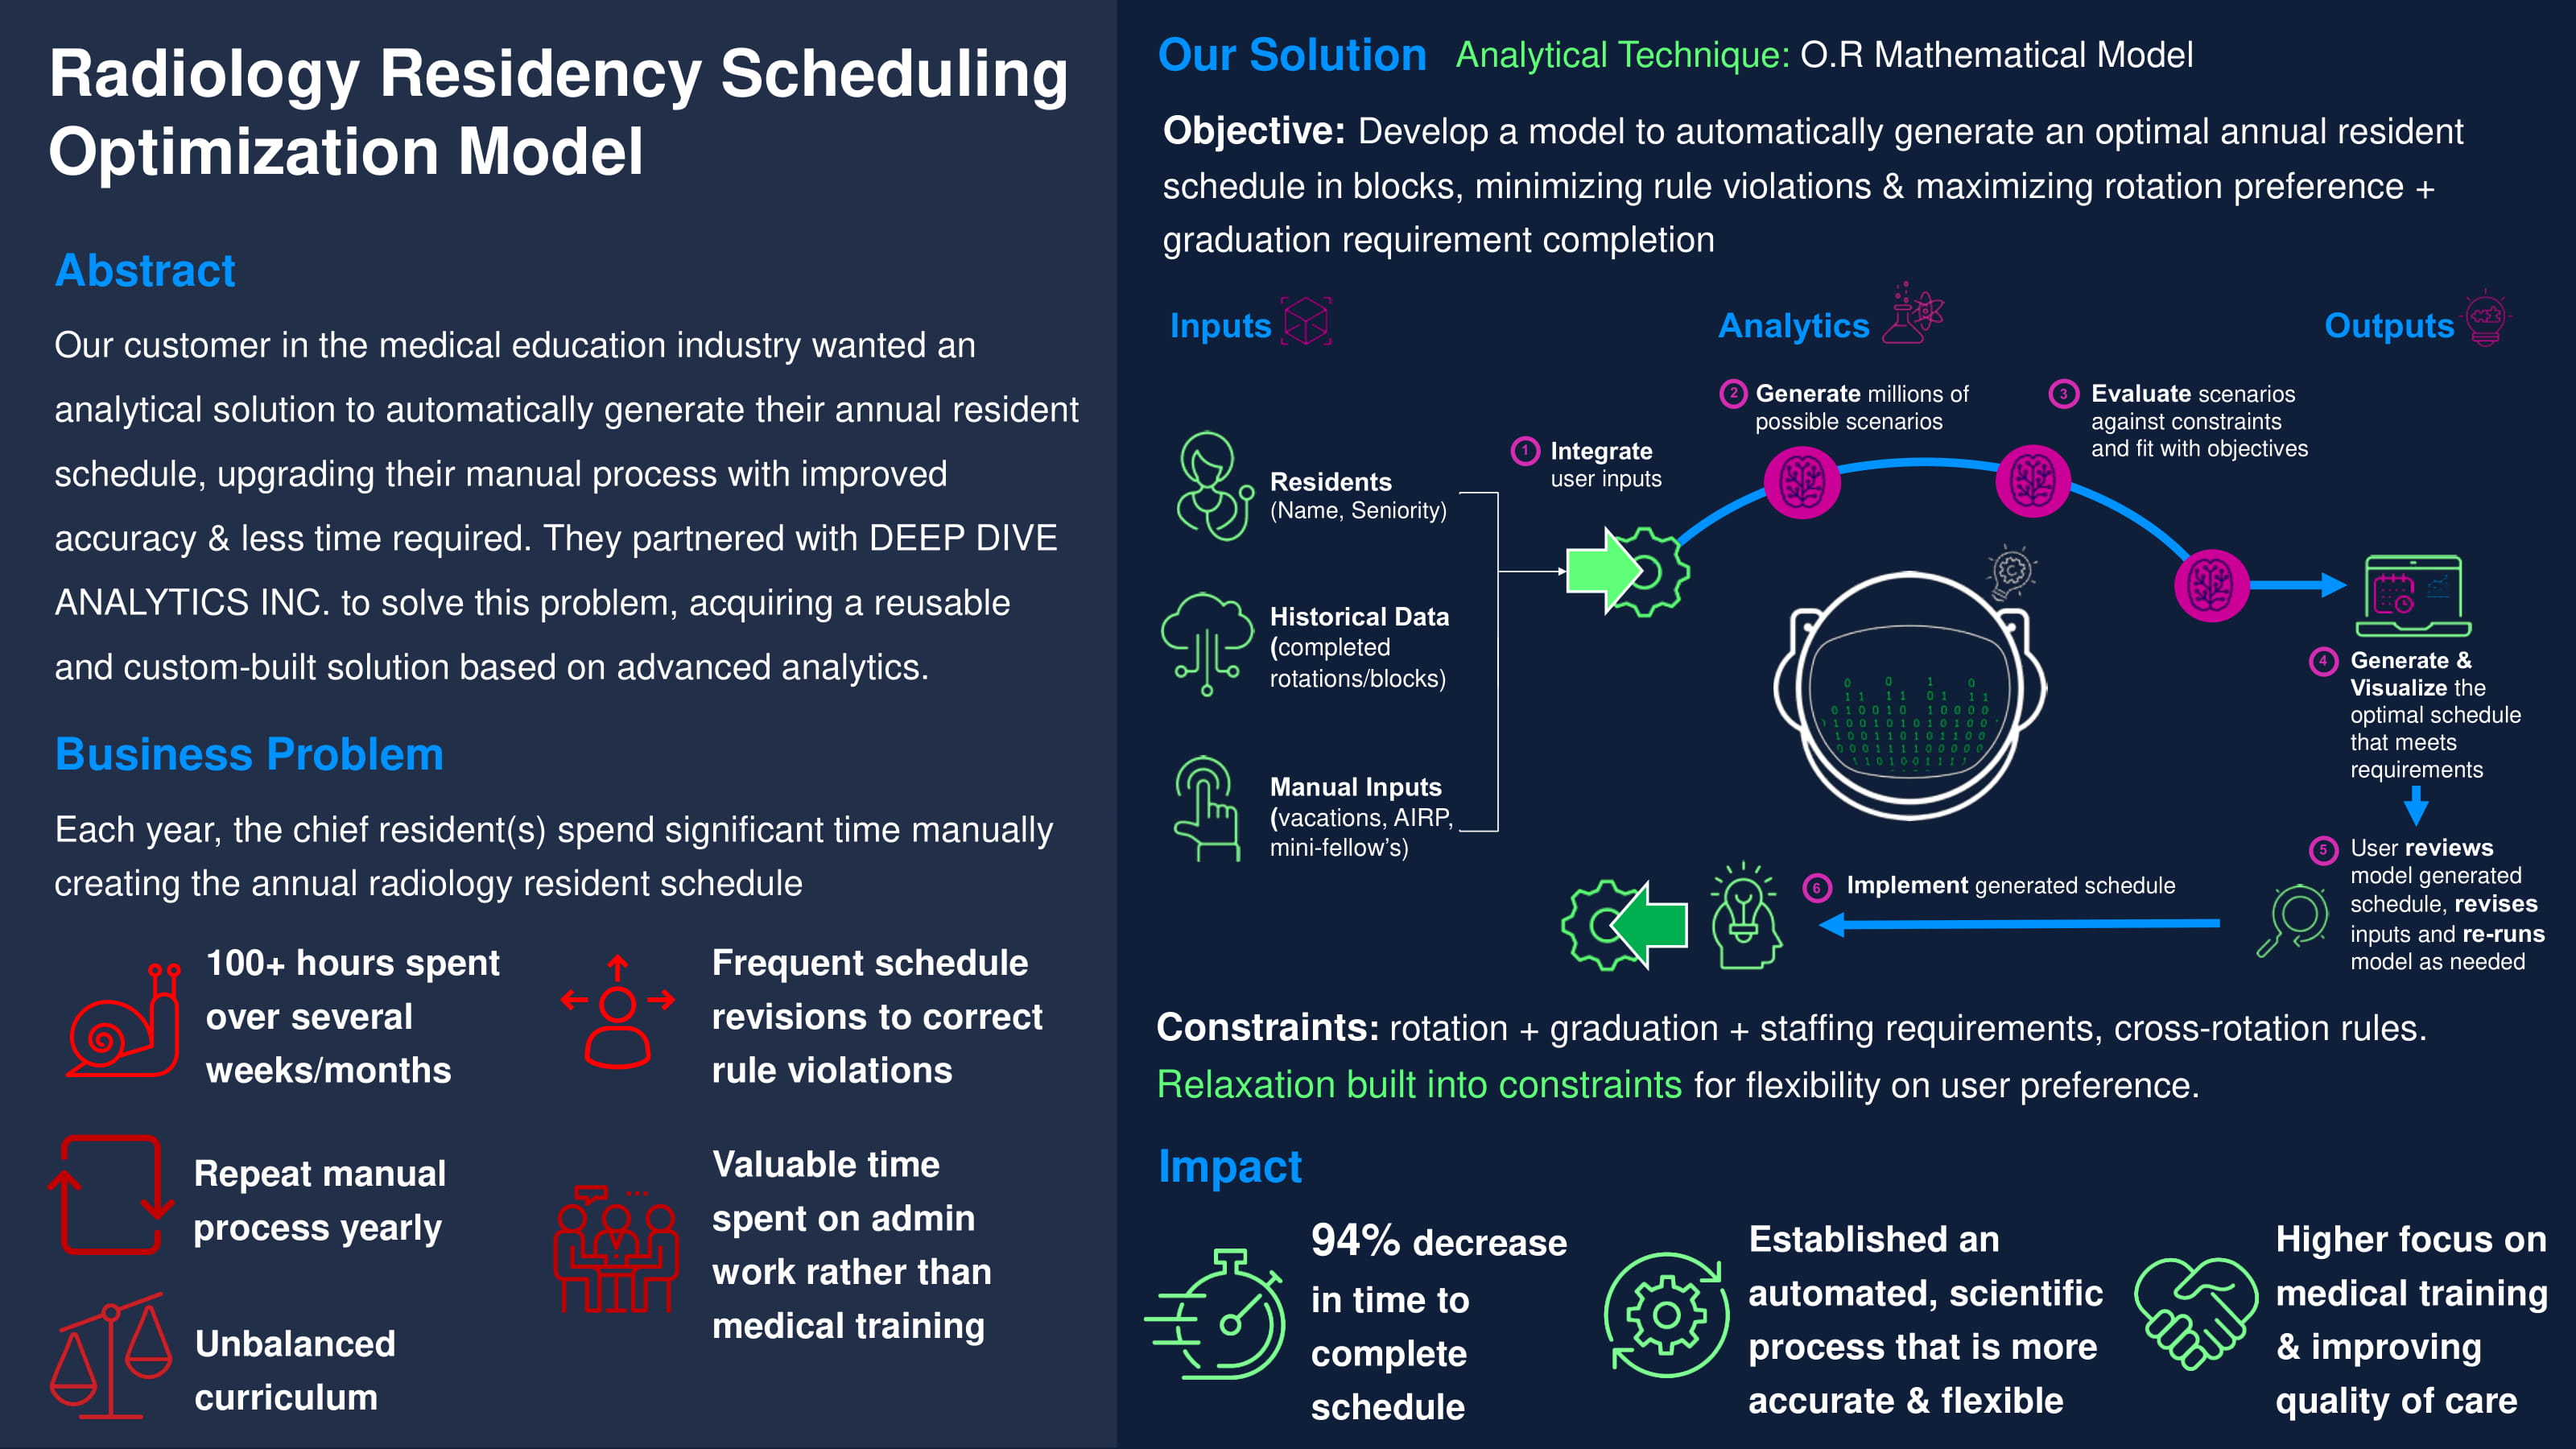 Radiology Residency Scheduling
Optimization Model
Abstract
Our customer in the medical education industry wanted an
analytical solution to automatically generate their annual resident
schedule, upgrading their manual process with improved
accuracy & less time required. They partnered with DEEP DIVE
ANALYTICS INC. to solve this problem, acquiring a reusable
and custom-built solution based on advanced analytics.
Business Problem
Each year, the chief resident(s) spend significant time manually
creating the annual radiology resident schedule
100+ hours spent
over several
weeks/months
Frequent schedule
revisions to correct
rule violations
Repeat manual
process yearly
Valuable time
spent on admin
work rather than
medical training
Unbalanced
curriculum
Our Solution Analytical Technique: O.R Mathematical Model
Objective: Develop a model to automatically generate an optimal annual resident
schedule in blocks, minimizing rule violations & maximizing rotation preference +
graduation requirement completion
Inputs
Analytics
Outputs
Residents
(Name, Seniority)
Historical Data
(completed
rotations/blocks)
Manual Inputs
(vacations, AIRP,
mini-fellow's)
1 Integrate
user inputs
2 Generate millions of
possible scenarios
3 Evaluate scenarios
against constraints
and fit with objectives
4 Generate &
Visualize the
optimal schedule
that meets
requirements
5 User reviews
model generated
schedule, revises
inputs and re-runs
model as needed
6 Implement generated schedule
Constraints: rotation + graduation + staffing requirements, cross-rotation rules.
Relaxation built into constraints for flexibility on user preference.
Impact
94% decrease
in time to
complete
schedule
Established an
automated, scientific
process that is more
accurate & flexible
Higher focus on
medical training
& improving
quality of care